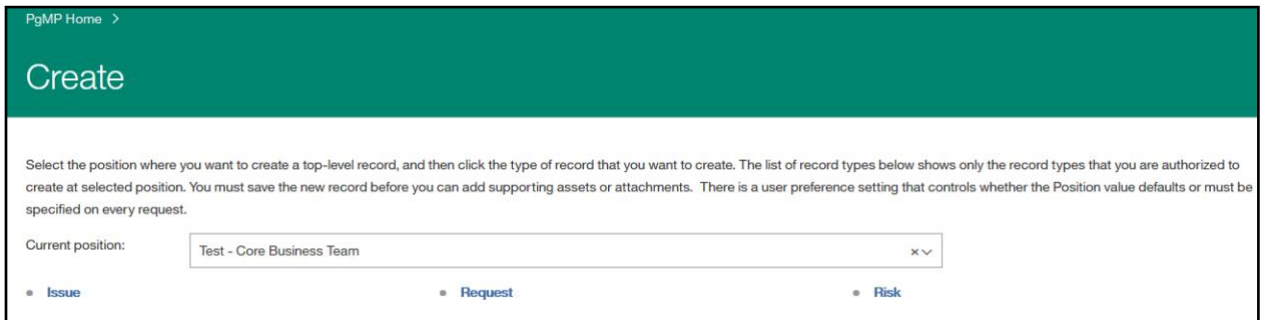 PgMP Home >
Create
Select the position where you want to create a top-level record, and then click the type of record that you want to create. The list of record types below shows only the record types that you are authorized to
create at selected position. You must save the new record before you can add supporting assets or attachments. There is a user preference setting that controls whether the Position value defaults or must be
specified on every request.
Current position: Test - Core Business Team
Issue Request Risk